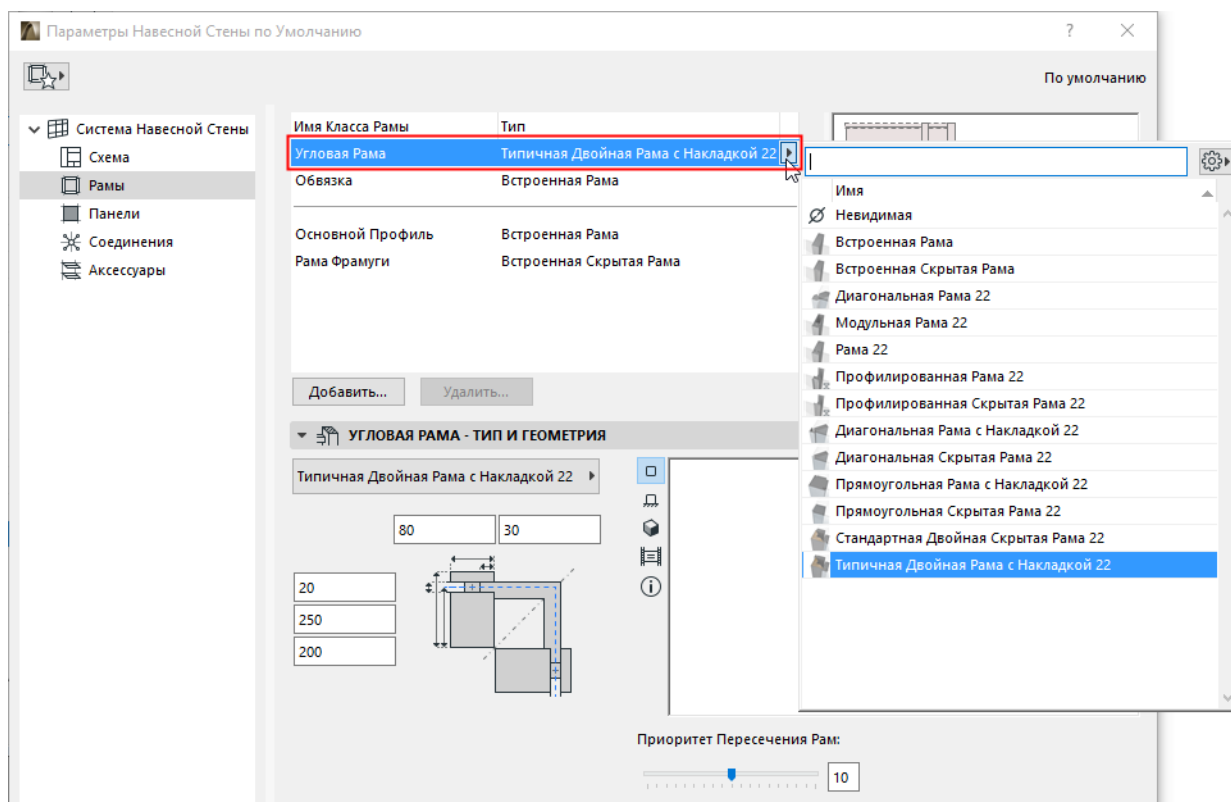 Параметры Навесной Стены по Умолчанию
?
По умолчанию
Система Навесной Стены
Схема
Рамы
Панели
Соединения
Аксессуары
Имя Класса Рамы Тип
Угловая Рама Типичная Двойная Рама с Накладкой 22
Обвязка Встроенная Рама
Основной Профиль Встроенная Рама
Рама Фрамуги Встроенная Скрытая Рама
Добавить... Удалить...
УГЛОВАЯ РАМА - ТИП И ГЕОМЕТРИЯ
Типичная Двойная Рама с Накладкой 22
80 30
20
250
200
Приоритет Пересечения Рам:
10
Имя
Невидимая
Встроенная Рама
Встроенная Скрытая Рама
Диагональная Рама 22
Модульная Рама 22
Рама 22
Профилированная Рама 22
Профилированная Скрытая Рама 22
Диагональная Рама с Накладкой 22
Диагональная Скрытая Рама 22
Прямоугольная Рама с Накладкой 22
Прямоугольная Скрытая Рама 22
Стандартная Двойная Скрытая Рама 22
Типичная Двойная Рама с Накладкой 22